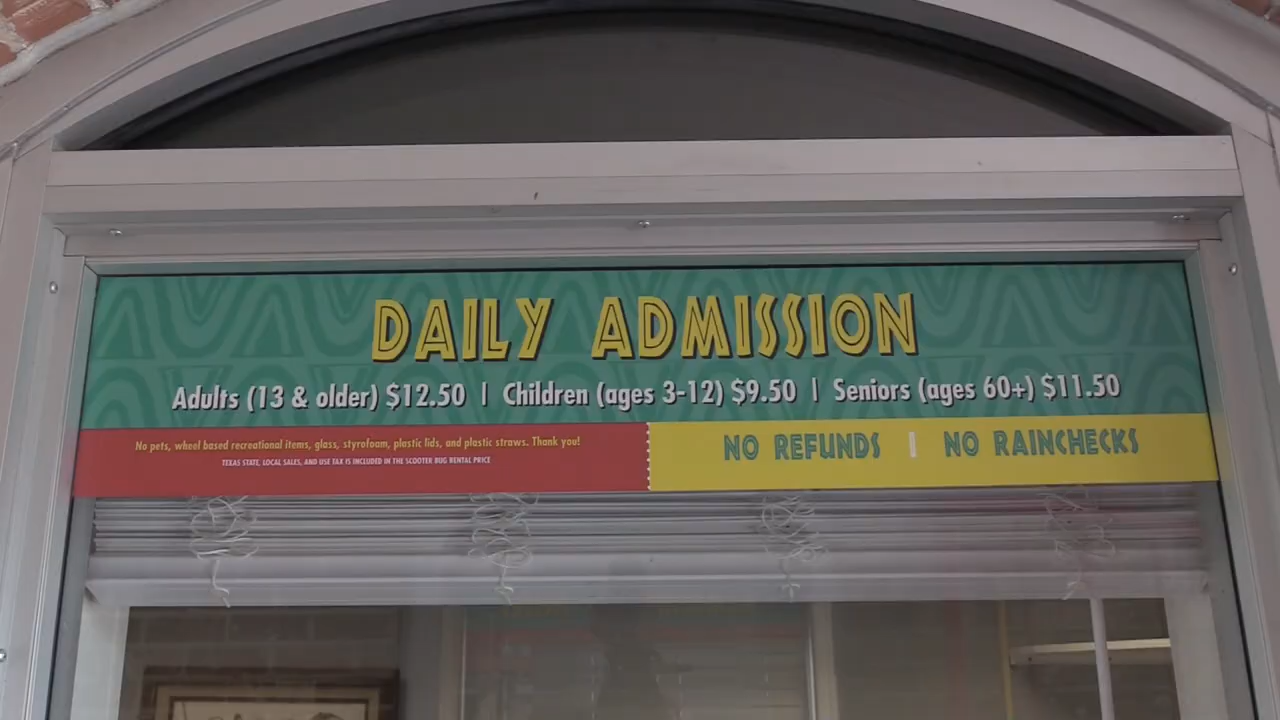 DAILY ADMISSION
Adults (13 & older) $12.50 | Children (ages 3-12) $9.50 | Seniors (ages 60+) $11.50
No pets, wheel based recreational items, glass, styrofoam, plastic lids, and plastic straws. Thank you!
TEXAS STATE, LOCAL SALES, AND USE TAX IS INCLUDED IN THE SCOOTER BUG RENTAL PRICE
NO REFUNDS | NO RAINCHECKS